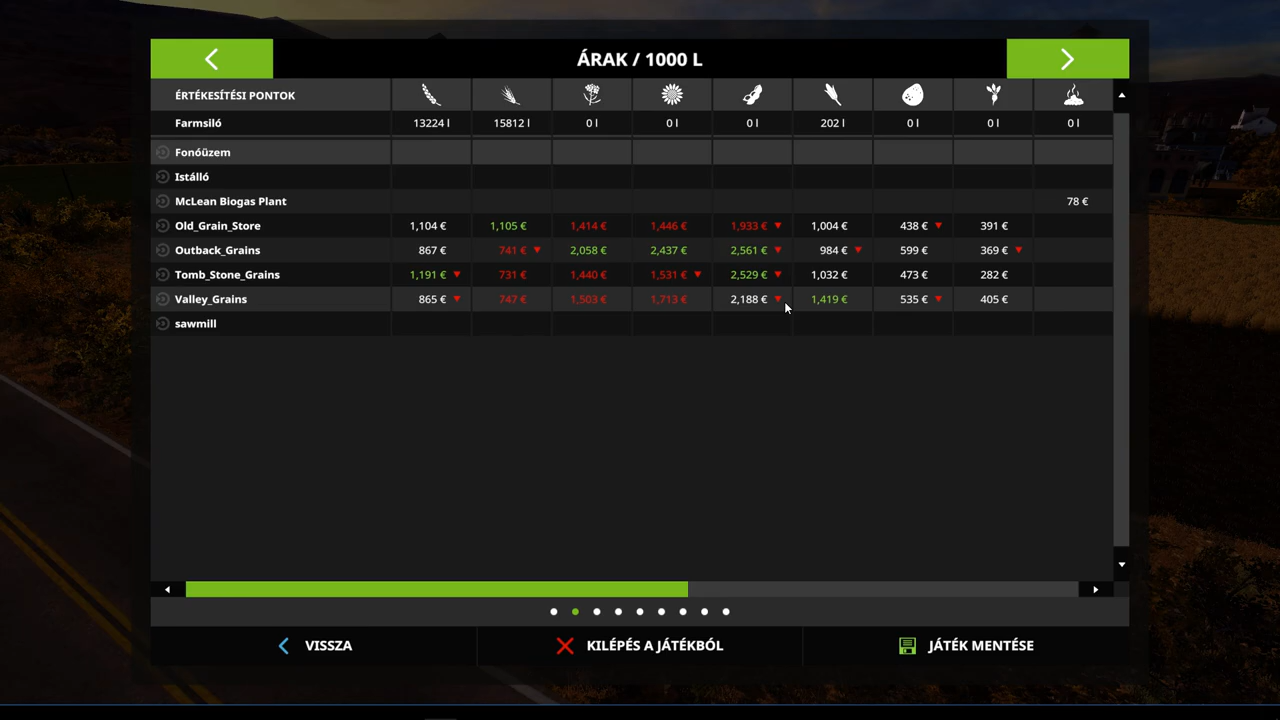 ÁRAK / 1000 L
ÉRTÉKESÍTÉSI PONTOK
Farmsiló 13224 l 15812 l 0 l 0 l 0 l 202 l 0 l 0 l 0 l
Fonóüzem
Istálló
McLean Biogas Plant 78 €
Old_Grain_Store 1,104 € 1,105 € 1,414 € 1,446 € 1,933 € 1,004 € 438 € 391 €
Outback_Grains 867 € 741 € 2,058 € 2,437 € 2,561 € 984 € 599 € 369 €
Tomb_Stone_Grains 1,191 € 731 € 1,440 € 1,531 € 2,529 € 1,032 € 473 € 282 €
Valley_Grains 865 € 747 € 1,503 € 1,713 € 2,188 € 1,419 € 535 € 405 €
sawmill
VISSZA KILÉPÉS A JÁTÉKBÓL JÁTÉK MENTÉSE